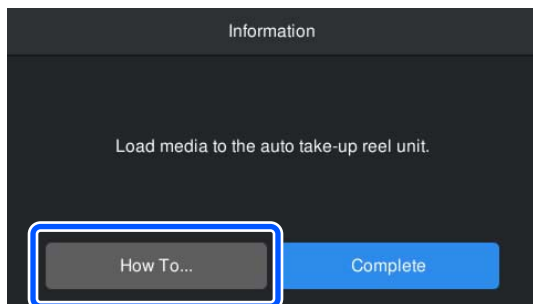 Information
Load media to the auto take-up reel unit.
How To...
Complete